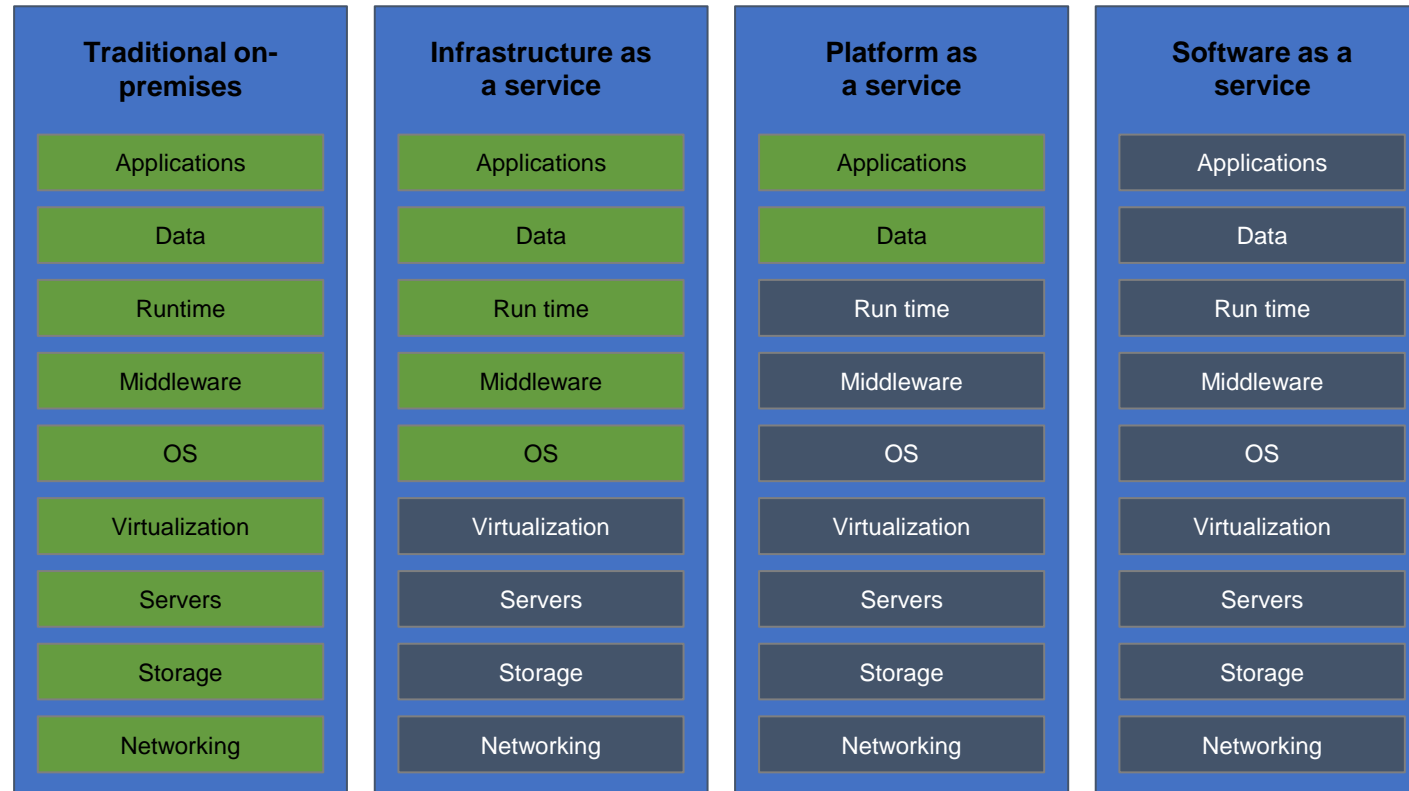 Traditional on-
premises
Applications
Data
Runtime
Middleware
OS
Virtualization
Servers
Storage
Networking
Infrastructure as
a service
Applications
Data
Run time
Middleware
OS
Virtualization
Servers
Storage
Networking
Platform as
a service
Applications
Data
Run time
Middleware
OS
Virtualization
Servers
Storage
Networking
Software as a
service
Applications
Data
Run time
Middleware
OS
Virtualization
Servers
Storage
Networking